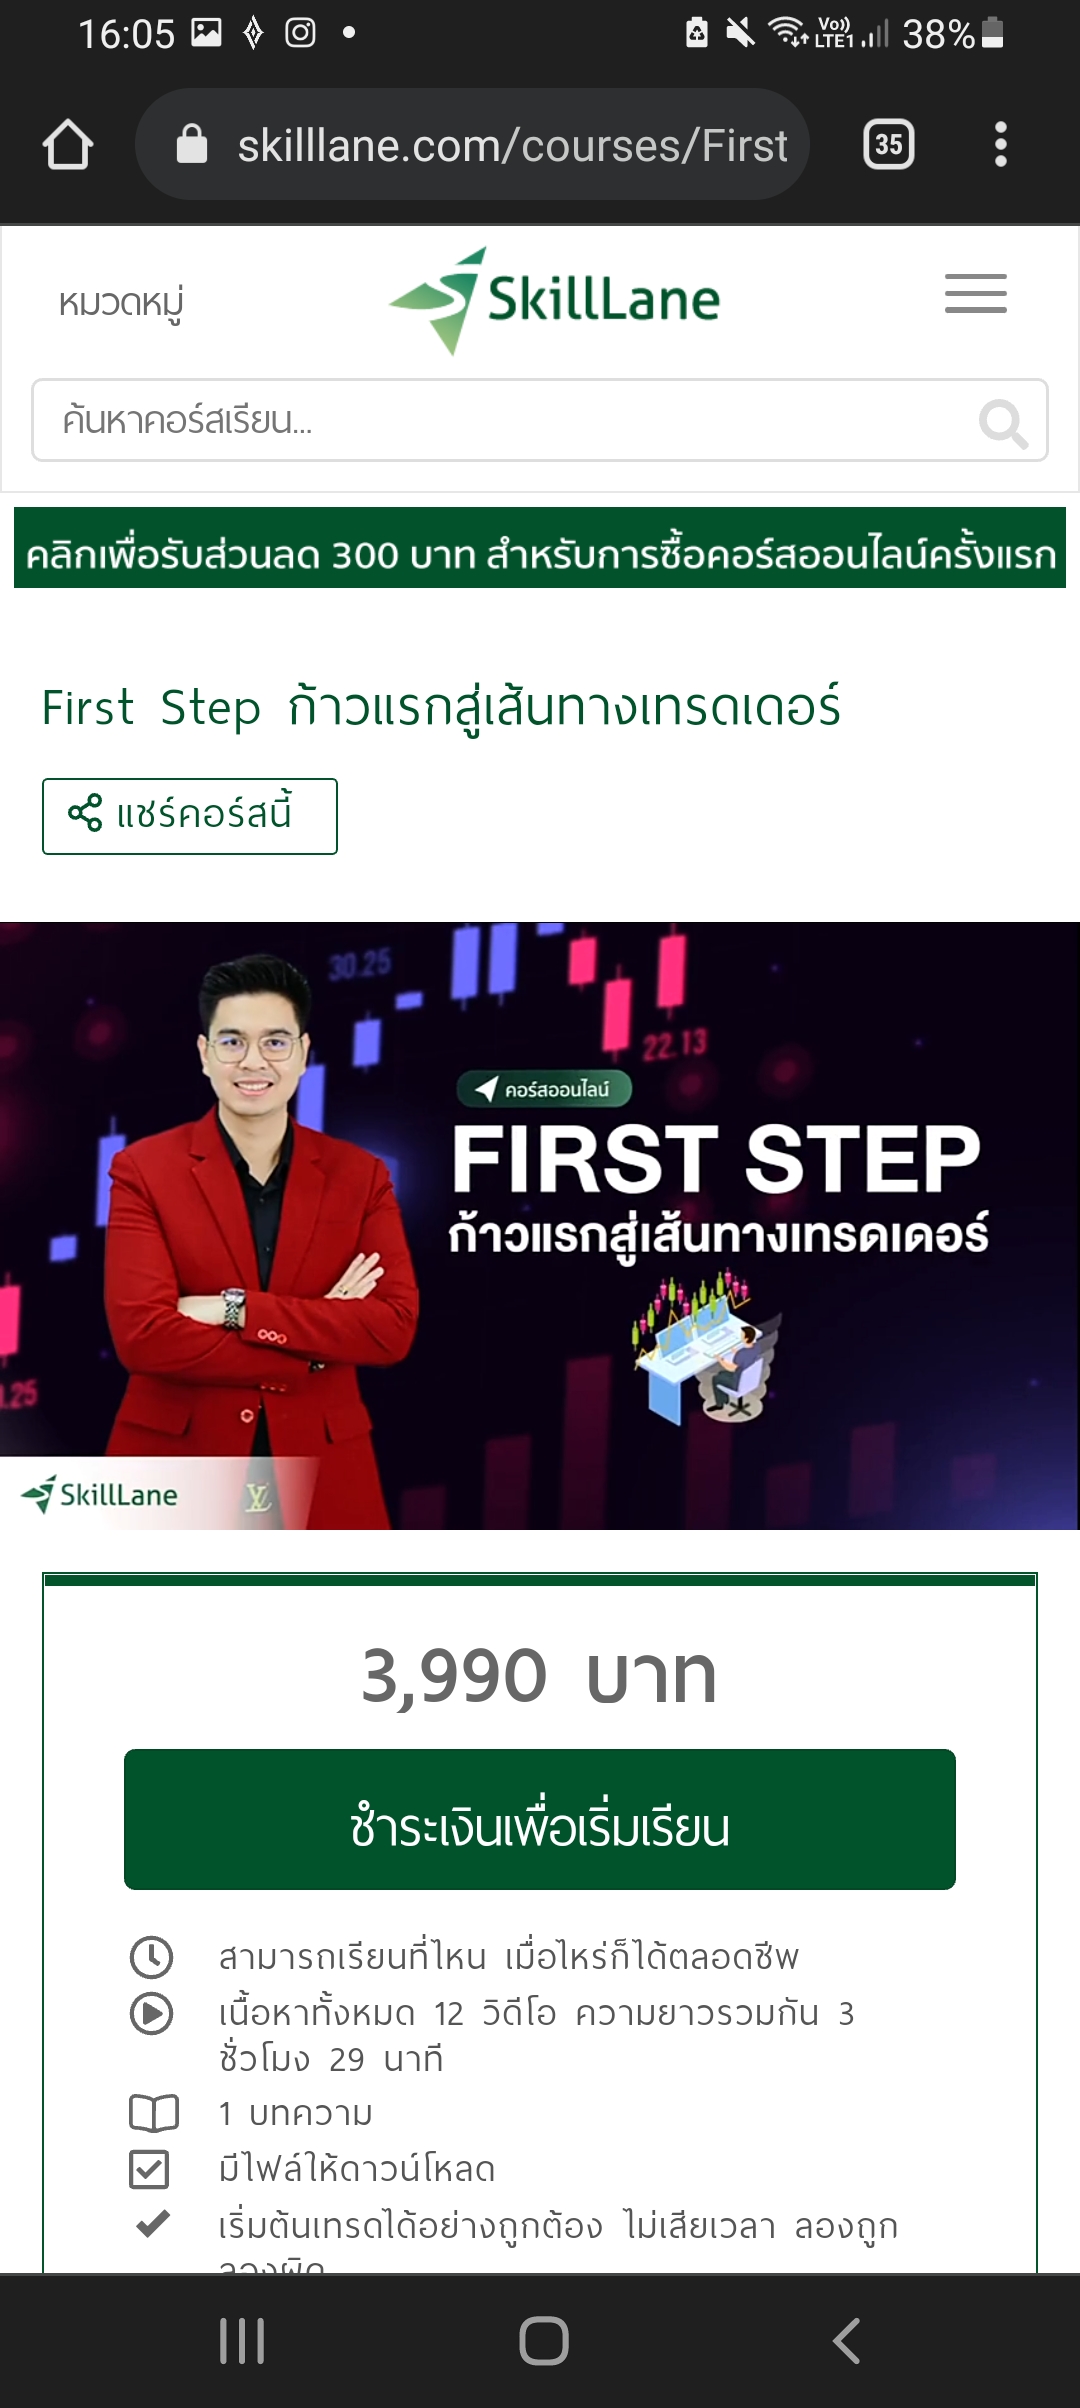 16:05
Vo)) LTE1 38%
skilllane.com/courses/First
35
หมวดหมู่
SkillLane
ค้นหาคอร์สเรียน...
คลิกเพื่อรับส่วนลด 300 บาท สำหรับการซื้อคอร์สออนไลน์ครั้งแรก
First Step ก้าวแรกสู่เส้นทางเทรดเดอร์
แชร์คอร์สนี้
30.25
22.13
คอร์สออนไลน์
FIRST STEP
ก้าวแรกสู่เส้นทางเทรดเดอร์
.25
SkillLane
3,990 บาท
ชำระเงินเพื่อเริ่มเรียน
สามารถเรียนที่ไหน เมื่อไหร่ก็ได้ตลอดชีพ
เนื้อหาทั้งหมด 12 วิดีโอ ความยาวรวมกัน 3
ชั่วโมง 29 นาที
1 บทความ
มีไฟล์ให้ดาวน์โหลด
เริ่มต้นเทรดได้อย่างถูกต้อง ไม่เสียเวลา ลองถูก
ลองผิด